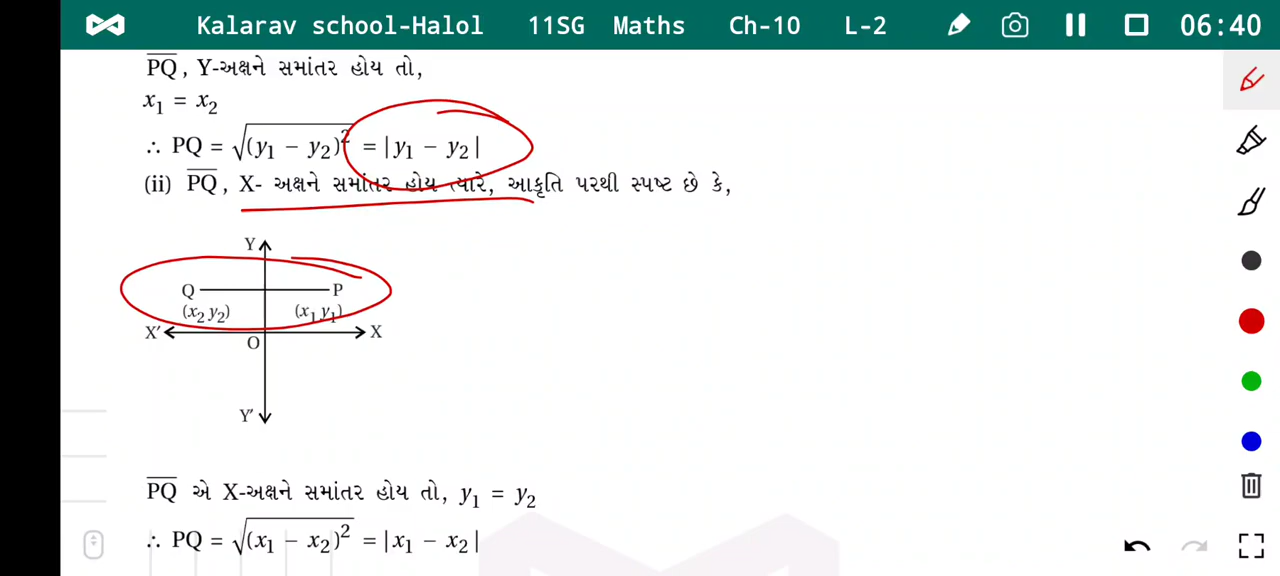 Kalarav school-Halol 11SG Maths Ch-10 L-2 06:40
PQ, Y-અક્ષને સમાંતર હોય તો,
x₁ = x₂
∴ PQ = √(y₁ − y₂)² = |y₁ − y₂|
(ii) PQ, X- અક્ષને સમાંતર હોય ત્યારે, આકૃતિ પરથી સ્પષ્ટ છે કે,
Y
Q P
(x₂ y₂) (x₁ y₁)
X′ X
O
Y′
PQ એ X-અક્ષને સમાંતર હોય તો, y₁ = y₂
∴ PQ = √(x₁ − x₂)² = |x₁ − x₂|